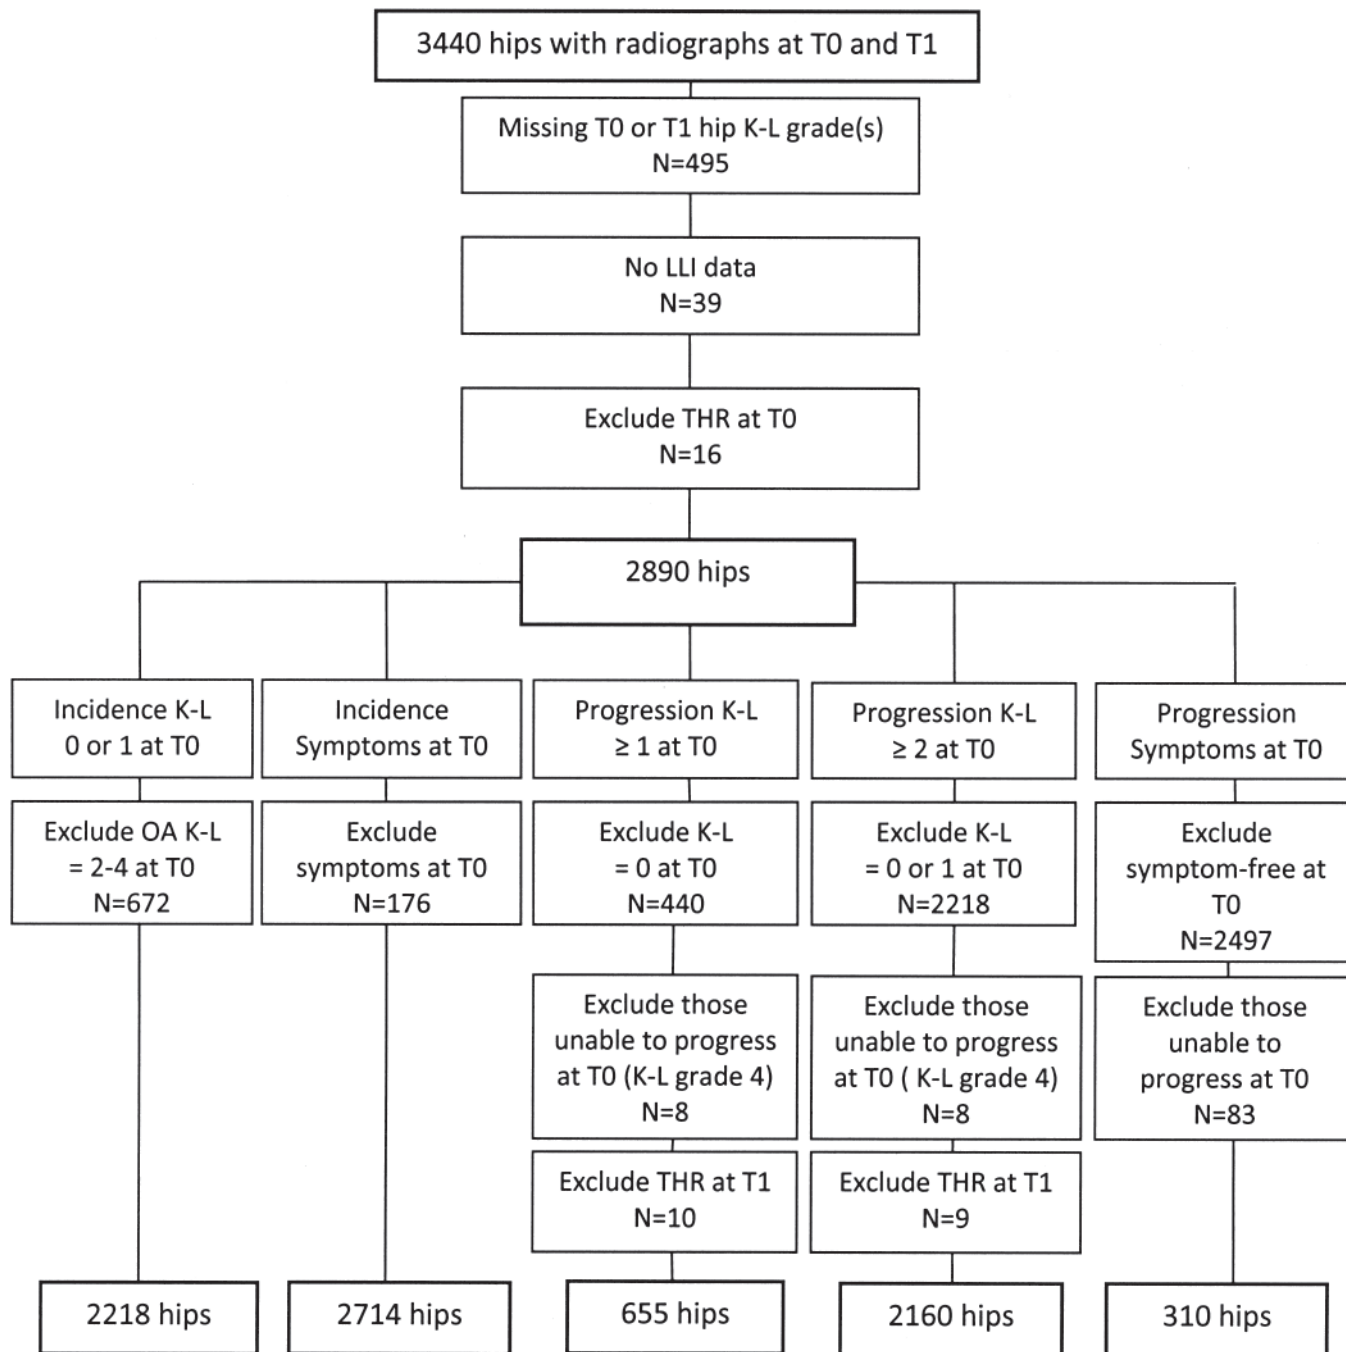 3440 hips with radiographs at T0 and T1
Missing T0 or T1 hip K-L grade(s)
N=495
No LLI data
N=39
Exclude THR at T0
N=16
2890 hips
Incidence K-L
0 or 1 at T0
Exclude OA K-L
= 2-4 at T0
N=672
2218 hips
Incidence
Symptoms at T0
Exclude
symptoms at T0
N=176
2714 hips
Progression K-L
≥ 1 at T0
Exclude K-L
= 0 at T0
N=440
Exclude those
unable to progress
at T0 (K-L grade 4)
N=8
Exclude THR at T1
N=10
655 hips
Progression K-L
≥ 2 at T0
Exclude K-L
= 0 or 1 at T0
N=2218
Exclude those
unable to progress
at T0 ( K-L grade 4)
N=8
Exclude THR at T1
N=9
2160 hips
Progression
Symptoms at T0
Exclude
symptom-free at
T0
N=2497
Exclude those
unable to
progress at T0
N=83
310 hips